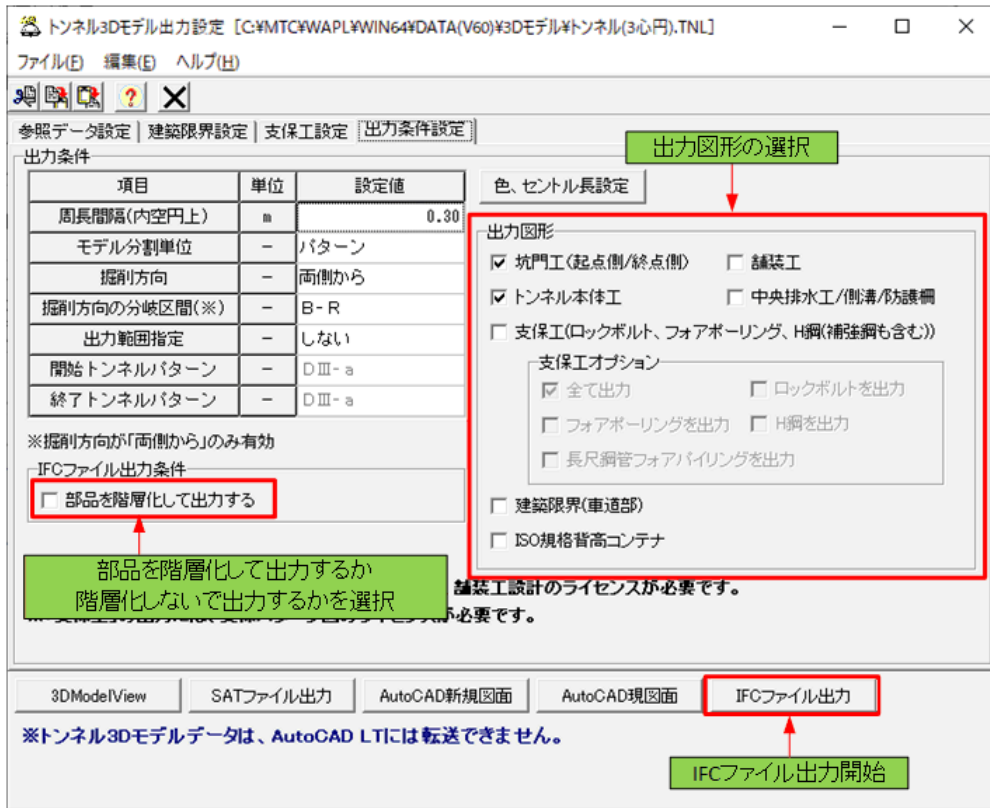 トンネル3Dモデル出力設定 [C:¥MTC¥WAPL¥WIN64¥DATA(V60)¥3Dモデル¥トンネル(3心円).TNL]
ファイル(F) 編集(E) ヘルプ(H)
参照データ設定 建築限界設定 支保工設定 出力条件設定
出力図形の選択
出力条件
項目 単位 設定値
周長間隔(内空円上) m 0.30
モデル分割単位 - パターン
掘削方向 - 両側から
掘削方向の分岐区間(※) - B-R
出力範囲指定 - しない
開始トンネルパターン - DⅢ-a
終了トンネルパターン - DⅢ-a
※掘削方向が「両側から」のみ有効
IFCファイル出力条件
部品を階層化して出力する
部品を階層化して出力するか
階層化しないで出力するかを選択
色、セントル長設定
出力図形
坑門工(起点側/終点側) 舗装工
トンネル本体工 中央排水工/側溝/防護柵
支保工(ロックボルト、フォアポーリング、H鋼(補強鋼も含む))
支保工オプション
全て出力 ロックボルトを出力
フォアポーリングを出力 H鋼を出力
長尺鋼管フォアパイリングを出力
建築限界(車道部)
ISO規格背高コンテナ
舗装工設計のライセンスが必要です。
必要です。
3DModelView SATファイル出力 AutoCAD新規図面 AutoCAD現図面 IFCファイル出力
※トンネル3Dモデルデータは、AutoCAD LTには転送できません。
IFCファイル出力開始